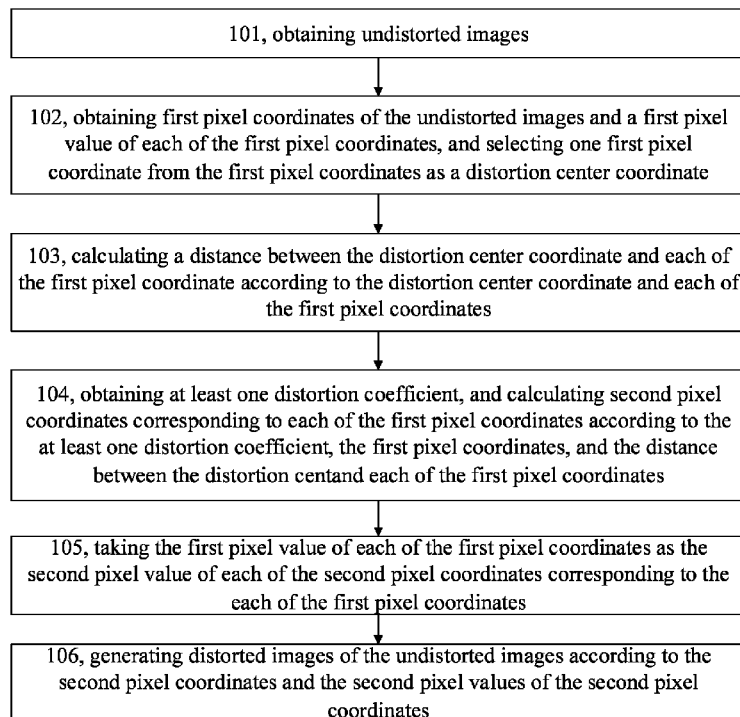 101, obtaining undistorted images
102, obtaining first pixel coordinates of the undistorted images and a first pixel
value of each of the first pixel coordinates, and selecting one first pixel
coordinate from the first pixel coordinates as a distortion center coordinate
103, calculating a distance between the distortion center coordinate and each of
the first pixel coordinate according to the distortion center coordinate and each of
the first pixel coordinates
104, obtaining at least one distortion coefficient, and calculating second pixel
coordinates corresponding to each of the first pixel coordinates according to the
at least one distortion coefficient, the first pixel coordinates, and the distance
between the distortion centand each of the first pixel coordinates
105, taking the first pixel value of each of the first pixel coordinates as the
second pixel value of each of the second pixel coordinates corresponding to the
each of the first pixel coordinates
106, generating distorted images of the undistorted images according to the
second pixel coordinates and the second pixel values of the second pixel
coordinates